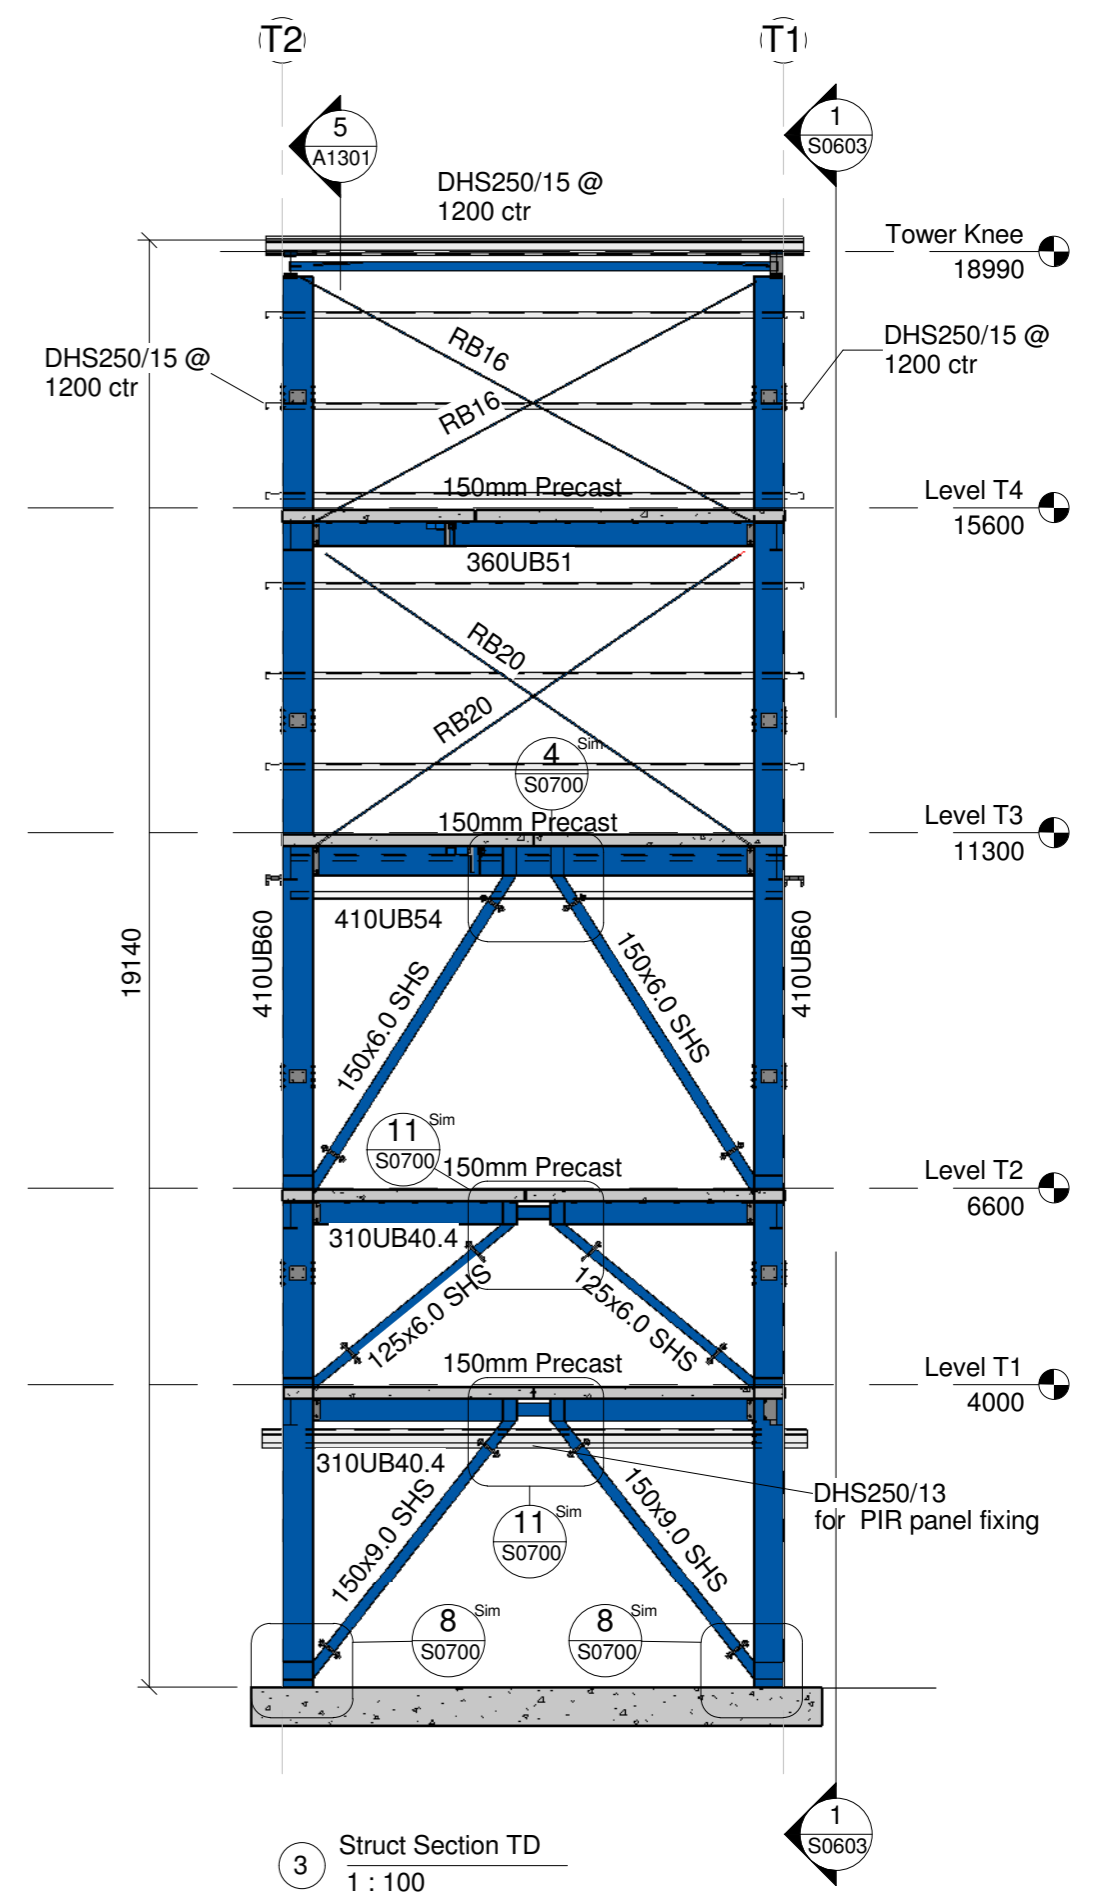 T2
T1
5
A1301
1
S0603
DHS250/15 @
1200 ctr
Tower Knee
18990
DHS250/15 @
1200 ctr
DHS250/15 @
1200 ctr
RB16
RB16
150mm Precast
Level T4
15600
360UB51
RB20
RB20
4
Sim
S0700
150mm Precast
Level T3
11300
410UB54
410UB60
410UB60
19140
150x6.0 SHS
150x6.0 SHS
11
Sim
S0700
150mm Precast
Level T2
6600
310UB40.4
125x6.0 SHS
125x6.0 SHS
150mm Precast
Level T1
4000
310UB40.4
150x9.0 SHS
150x9.0 SHS
DHS250/13
for PIR panel fixing
11
Sim
S0700
8
Sim
S0700
8
Sim
S0700
1
S0603
3
Struct Section TD
1 : 100